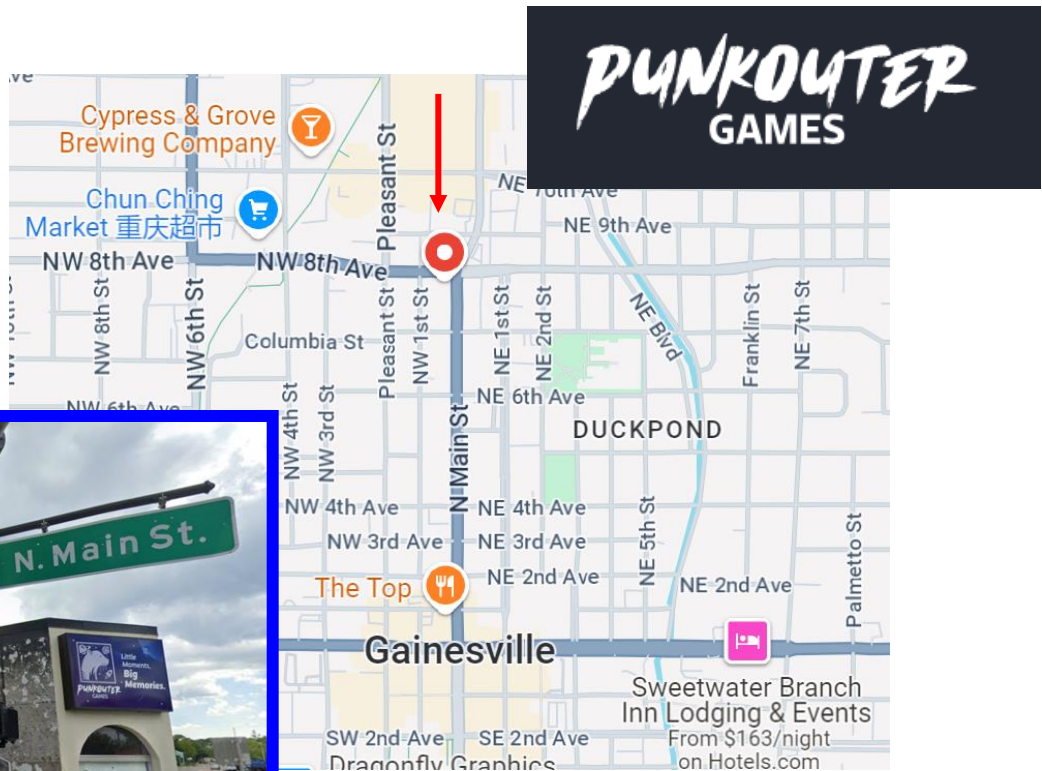 PUNKOUTER
GAMES
ve
Cypress & Grove
Brewing Company
Pleasant St
Chun Ching
Market 重庆超市
NE 9th Ave
NW 8th Ave
NW 8th Ave
NW 8th St
N.W 6th St
Pleasant St
NW 1st St
NE 1st St
NE 2nd St
NE Blvd
Franklin St
NE 7th St
Columbia St
NW 6th Ave
NE 6th Ave
DUCKPOND
NW 4th St
NW 3rd St
N Main St
NW 4th Ave
NE 4th Ave
NW 3rd Ave
NE 3rd Ave
NE 5th St
Palmetto St
The Top
NE 2nd Ave
NE 2nd Ave
Gainesville
Sweetwater Branch
Inn Lodging & Events
From $163/night
on Hotels.com
SW 2nd Ave
SE 2nd Ave
Dragonfly Graphics
N. Main St.
Little
Moments,
Big
Memories.
PUNKOUTER
GAMES